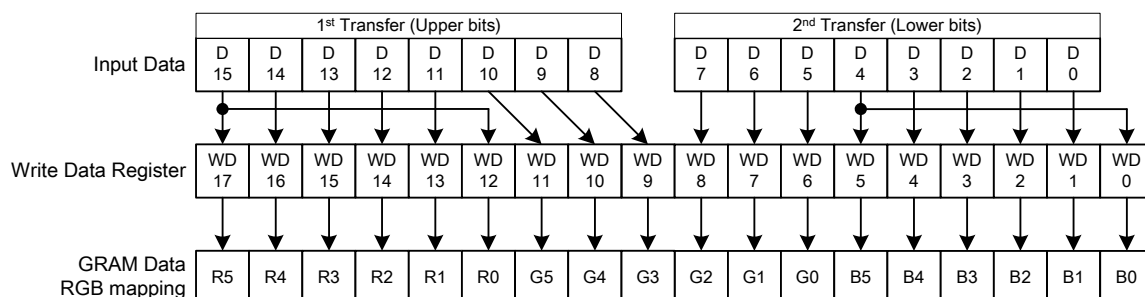 1st Transfer (Upper bits) 2nd Transfer (Lower bits)
Input Data D 15 D 14 D 13 D 12 D 11 D 10 D 9 D 8 D 7 D 6 D 5 D 4 D 3 D 2 D 1 D 0
Write Data Register WD 17 WD 16 WD 15 WD 14 WD 13 WD 12 WD 11 WD 10 WD 9 WD 8 WD 7 WD 6 WD 5 WD 4 WD 3 WD 2 WD 1 WD 0
GRAM Data
RGB mapping R5 R4 R3 R2 R1 R0 G5 G4 G3 G2 G1 G0 B5 B4 B3 B2 B1 B0